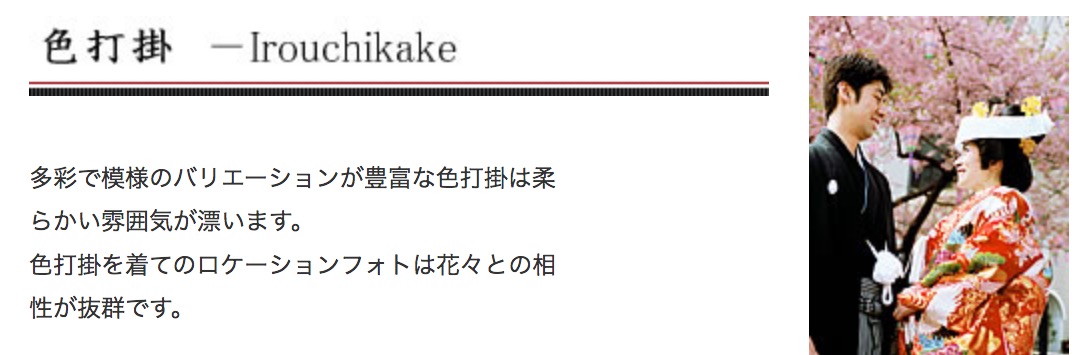 色打掛 －Irouchikake
多彩で模様のバリエーションが豊富な色打掛は柔
らかい雰囲気が漂います。
色打掛を着てのロケーションフォトは花々との相
性が抜群です。